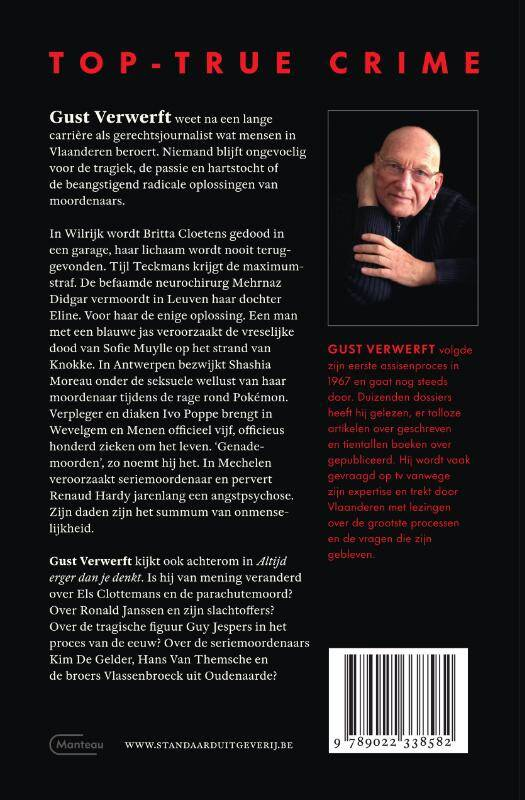 TOP-TRUE CRIME
Gust Verwerft weet na een lange
carrière als gerechtsjournalist wat mensen in
Vlaanderen beroert. Niemand blijft ongevoelig
voor de tragiek, de passie en hartstocht of
de beangstigend radicale oplossingen van
moordenaars.
In Wilrijk wordt Britta Cloetens gedood in
een garage, haar lichaam wordt nooit terug-
gevonden. Tijl Teckmans krijgt de maximum-
straf. De befaamde neurochirurg Mehrnaz
Didgar vermoordt in Leuven haar dochter
Eline. Voor haar de enige oplossing. Een man
met een blauwe jas veroorzaakt de vreselijke
dood van Sofie Muylle op het strand van
Knokke. In Antwerpen bezwijkt Shashia
Moreau onder de seksuele wellust van haar
moordenaar tijdens de rage rond Pokémon.
Verpleger en diaken Ivo Poppe brengt in
Wevelgem en Menen officieel vijf, officieus
honderd zieken om het leven. ‘Genade-
moorden’, zo noemt hij het. In Mechelen
veroorzaakt seriemoordenaar en pervert
Renaud Hardy jarenlang een angstpsychose.
Zijn daden zijn het summum van onmense-
lijkheid.
Gust Verwerft kijkt ook achterom in Altijd
erger dan je denkt. Is hij van mening veranderd
over Els Clottemans en de parachutemoord?
Over Ronald Janssen en zijn slachtoffers?
Over de tragische figuur Guy Jespers in het
proces van de eeuw? Over de seriemoordenaars
Kim De Gelder, Hans Van Themsche en
de broers Vlassenbroeck uit Oudenaarde?
GUST VERWERFT volgde
zijn eerste assisenproces in
1967 en gaat nog steeds
door. Duizenden dossiers
heeft hij gelezen, er talloze
artikelen over geschreven
en tientallen boeken over
gepubliceerd. Hij wordt vaak
gevraagd op tv vanwege
zijn expertise en trekt door
Vlaanderen met lezingen
over de grootste processen
en de vragen die zijn
gebleven.
Manteau
WWW.STANDAARDUITGEVERIJ.BE
9 789022 338582